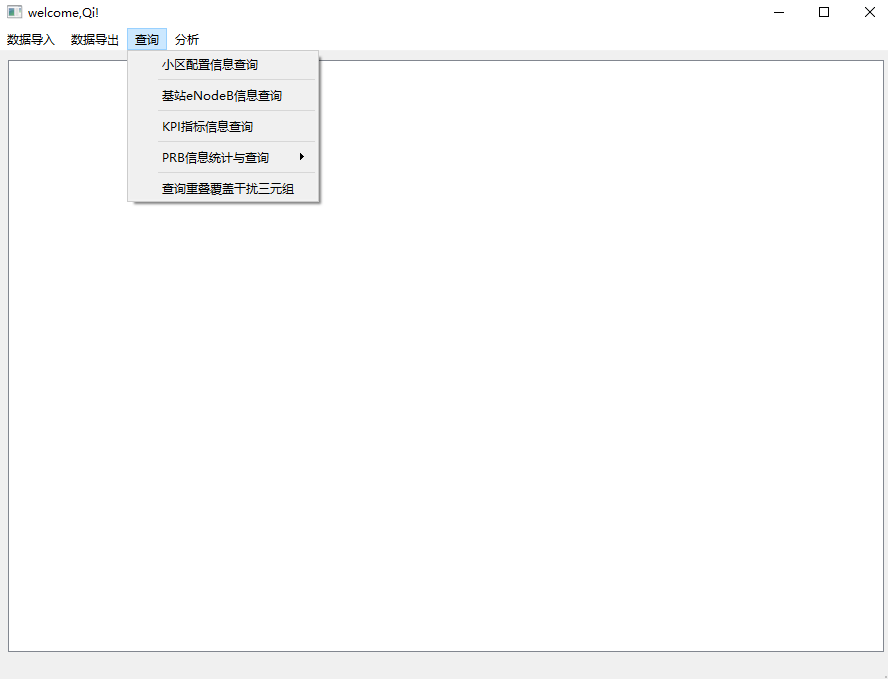 welcome,Qi!
数据导入 数据导出 查询 分析
小区配置信息查询
基站eNodeB信息查询
KPI指标信息查询
PRB信息统计与查询
查询重叠覆盖干扰三元组